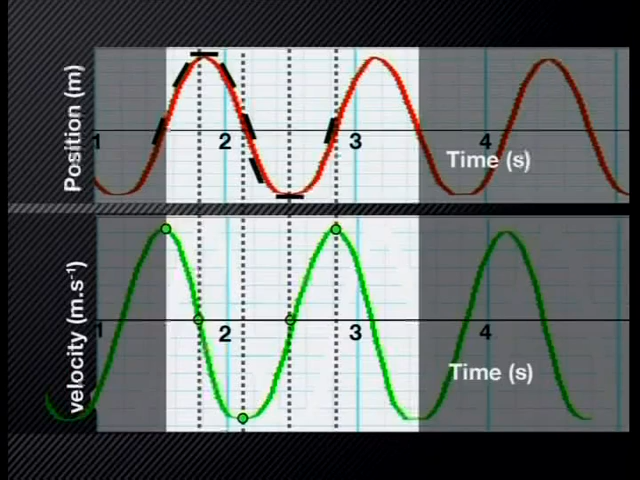 Position (m)
1 2 3 4
Time (s)
velocity (m.s⁻¹)
1 2 3 4
Time (s)